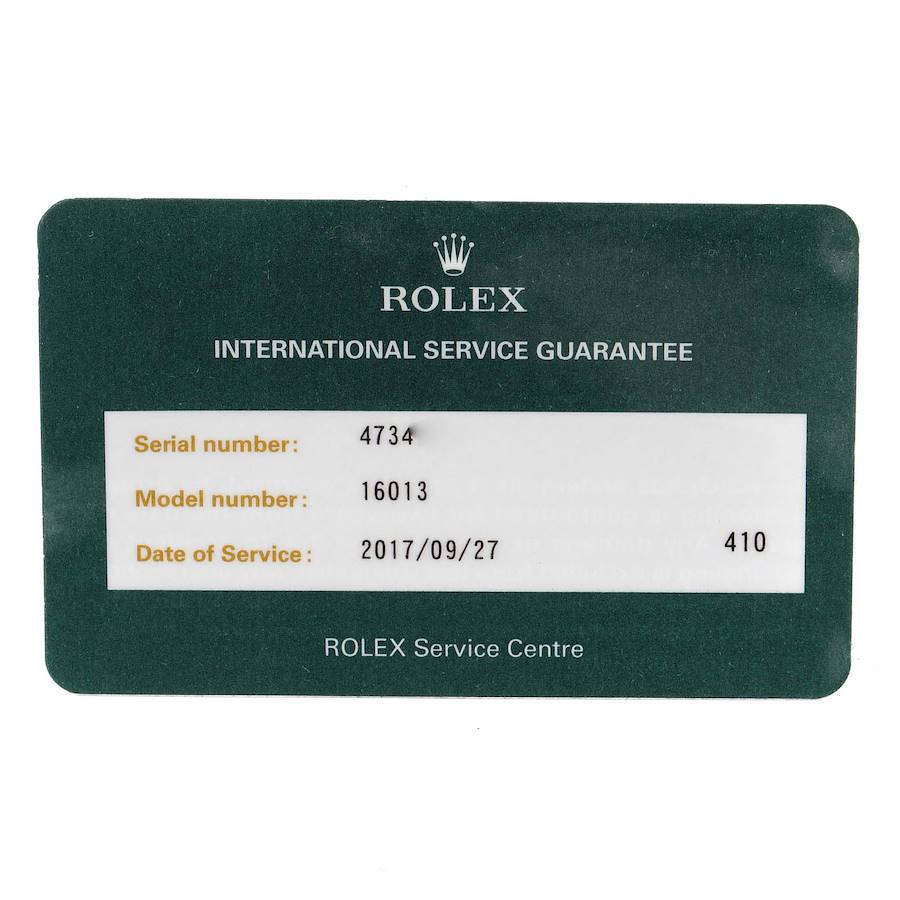 ROLEX
INTERNATIONAL SERVICE GUARANTEE
Serial number: 4734
Model number: 16013
Date of Service: 2017/09/27 410
ROLEX Service Centre